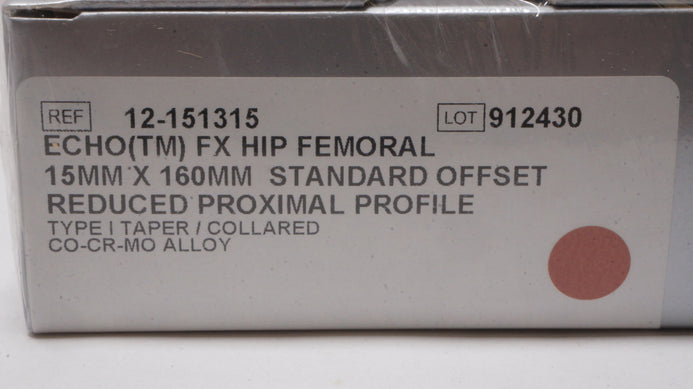 REF 12-151315 LOT 912430
ECHO(TM) FX HIP FEMORAL
15MM X 160MM STANDARD OFFSET
REDUCED PROXIMAL PROFILE
TYPE I TAPER / COLLARED
CO-CR-MO ALLOY